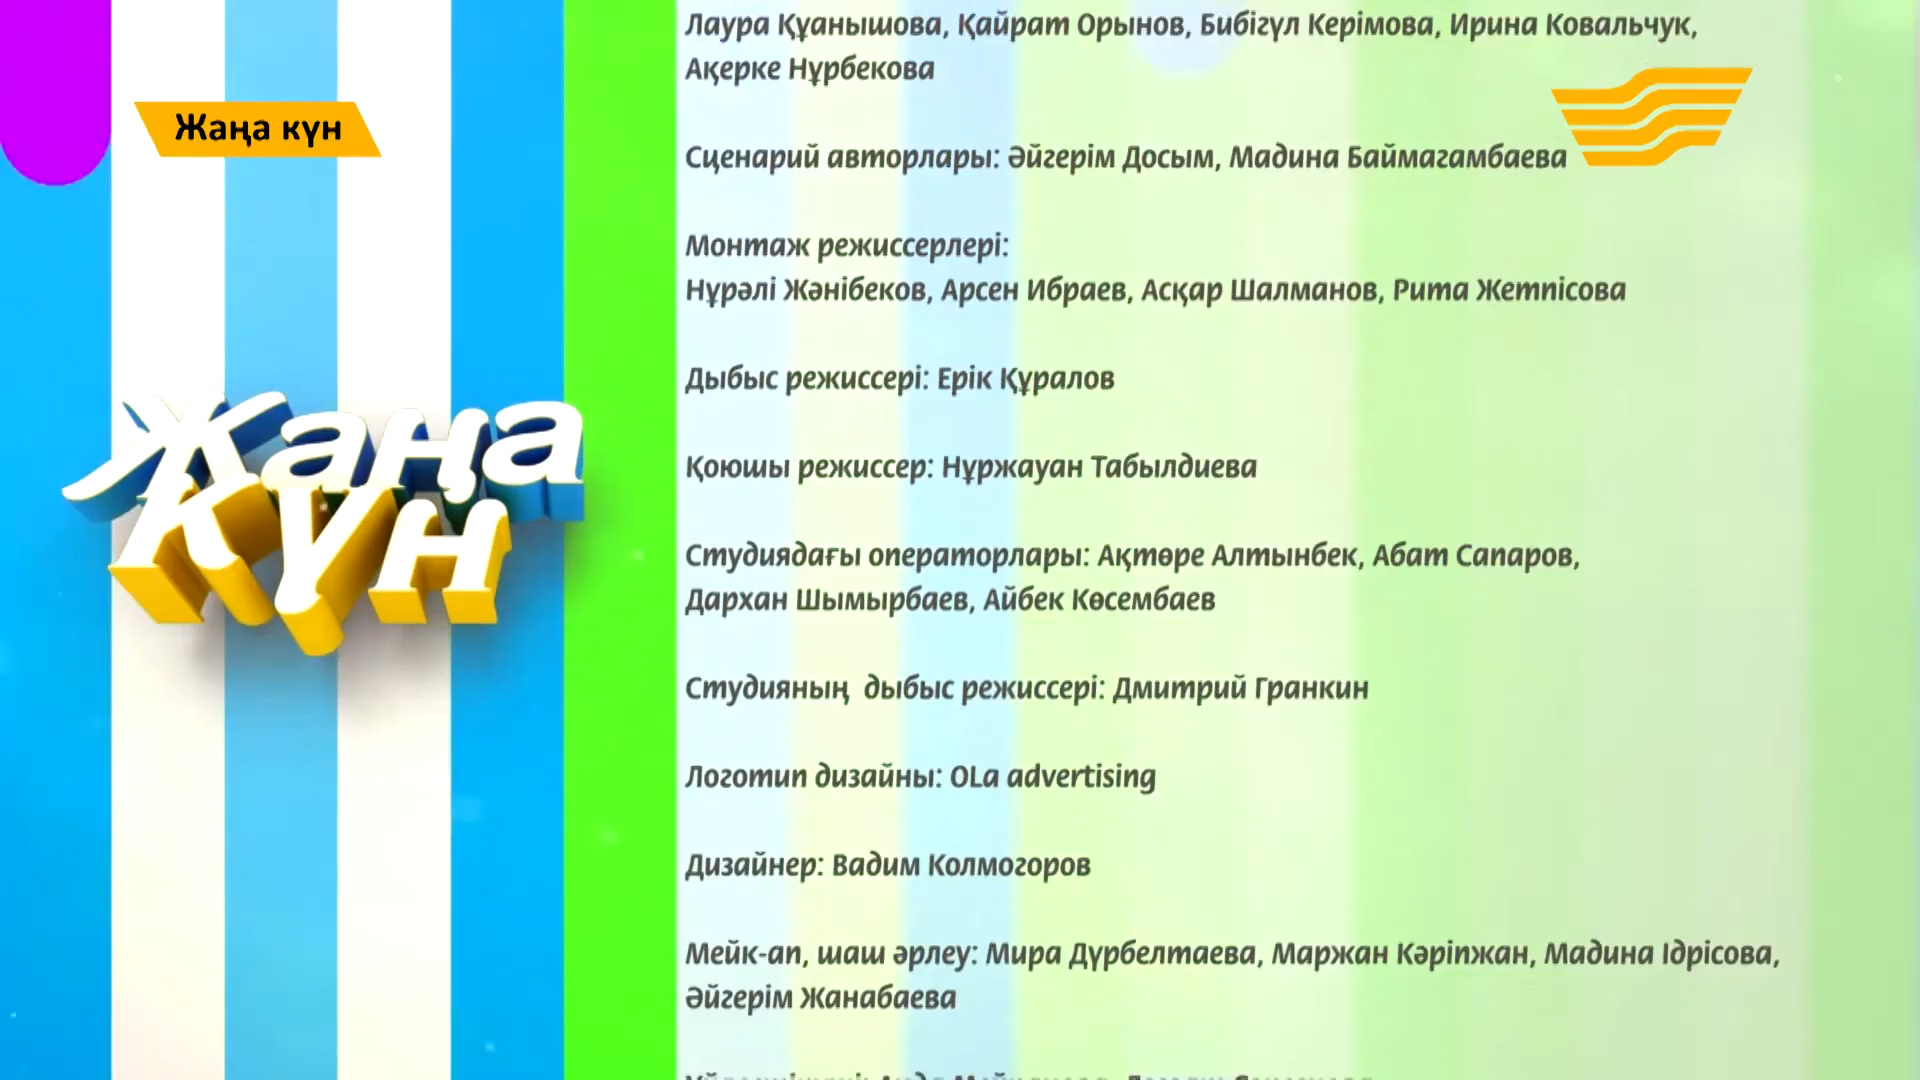 Лаура Құанышова, Қайрат Орынов, Бибігүл Керімова, Ирина Ковальчук,
Ақерке Нұрбекова
Жаңа күн
Сценарий авторлары: Әйгерім Досым, Мадина Баймагамбаева
Монтаж режиссерлері:
Нұрәлі Жәнібеков, Арсен Ибраев, Асқар Шалманов, Рита Жетпісова
Дыбыс режиссері: Ерік Құралов
Жаңа
күн
Қоюшы режиссер: Нұржауан Табылдиева
Студиядағы операторлары: Ақтөре Алтынбек, Абат Сапаров,
Дархан Шымырбаев, Айбек Көсембаев
Студияның  дыбыс режиссері: Дмитрий Гранкин
Логотип дизайны: OLa advertising
Дизайнер: Вадим Колмогоров
Мейк-ап, шаш әрлеу: Мира Дүрбелтаева, Маржан Кәріпжан, Мадина Ідрісова,
Әйгерім Жанабаева